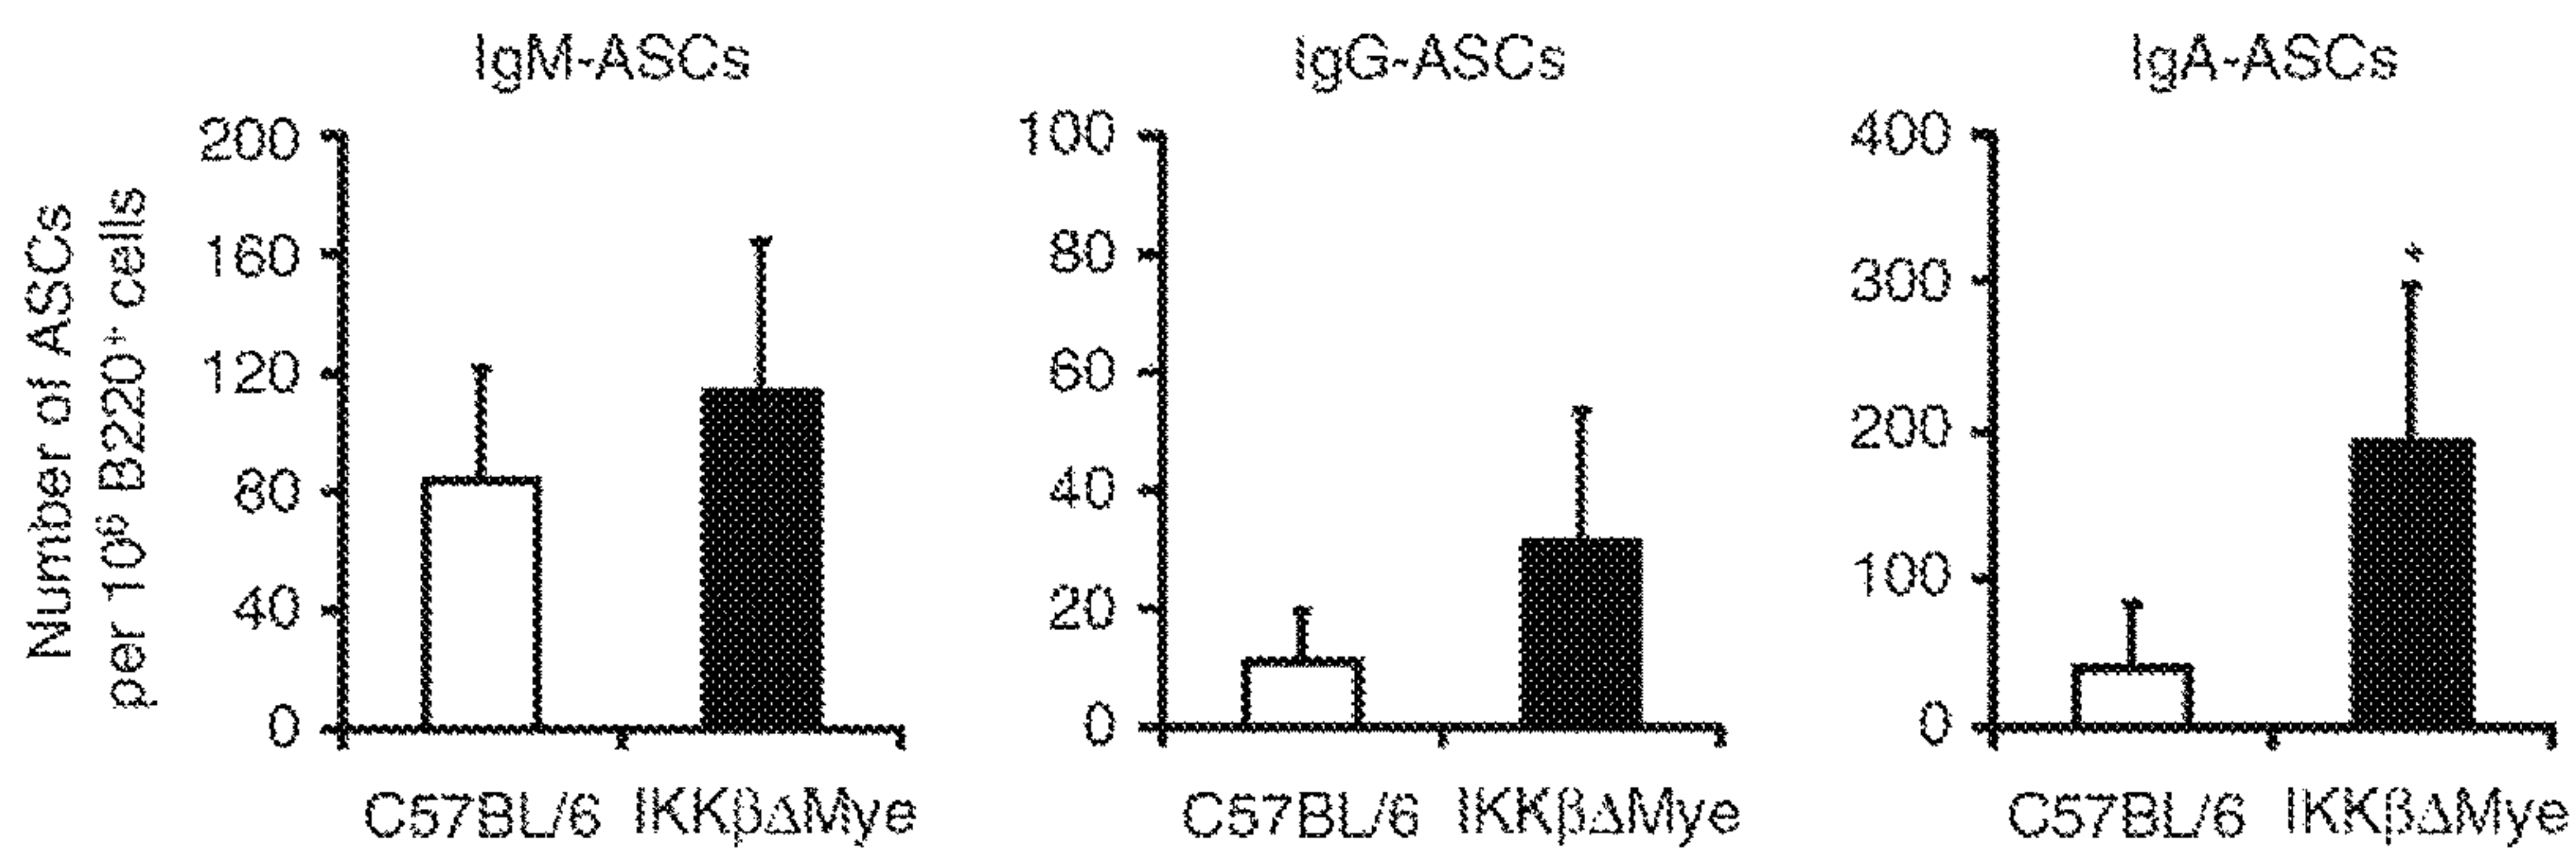 Number of ASCs
per 10⁶ B220⁺ cells
IgM-ASCs
200
160
120
80
40
0
C57BL/6 IKKβΔMye
IgG-ASCs
100
80
60
40
20
0
C57BL/6 IKKβΔMye
IgA-ASCs
400
300
200
100
0
*
C57BL/6 IKKβΔMye